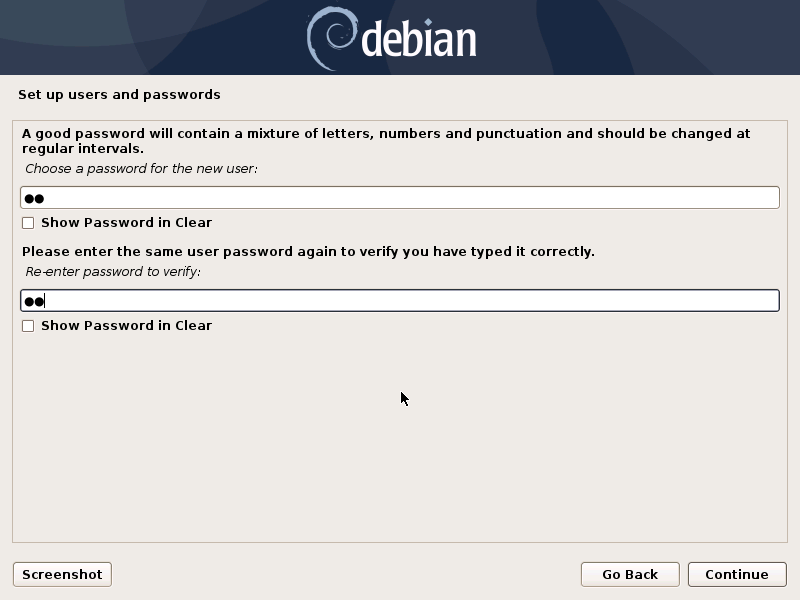 debian
Set up users and passwords
A good password will contain a mixture of letters, numbers and punctuation and should be changed at
regular intervals.
Choose a password for the new user:
●●
Show Password in Clear
Please enter the same user password again to verify you have typed it correctly.
Re-enter password to verify:
●●
Show Password in Clear
Screenshot
Go Back
Continue